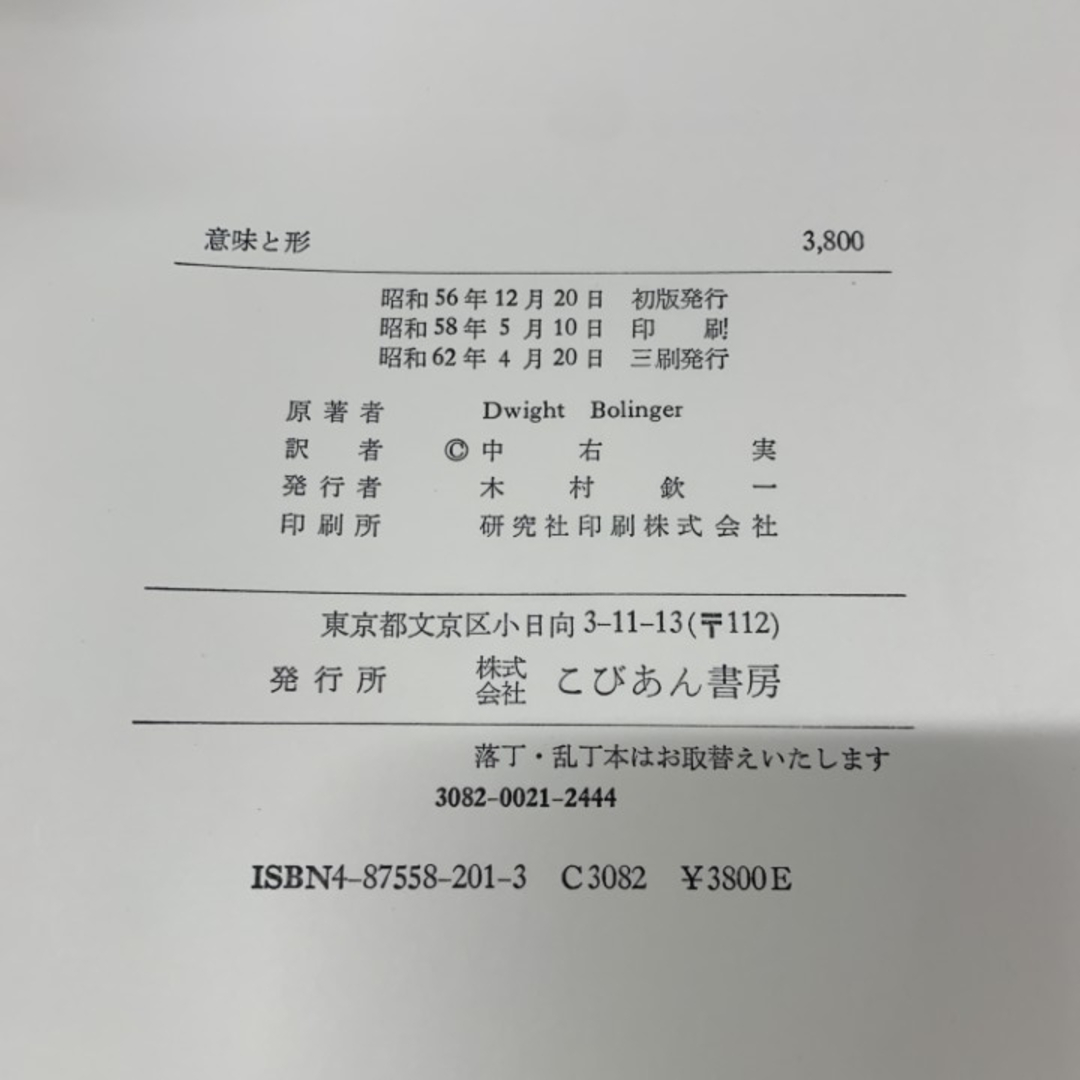 意味と形 3,800
昭和56年12月20日 初版発行
昭和58年 5 月10日 印 刷
昭和62年 4 月20日 三刷発行
原著者 Dwight Bolinger
訳者 ©中右 実
発行者 木村欽一
印刷所 研究社印刷株式会社
東京都文京区小日向3-11-13(〒112)
発行所 株式会社 こびあん書房
落丁・乱丁本はお取替えいたします
3082-0021-2444
ISBN4-87558-201-3 C3082 ¥3800E